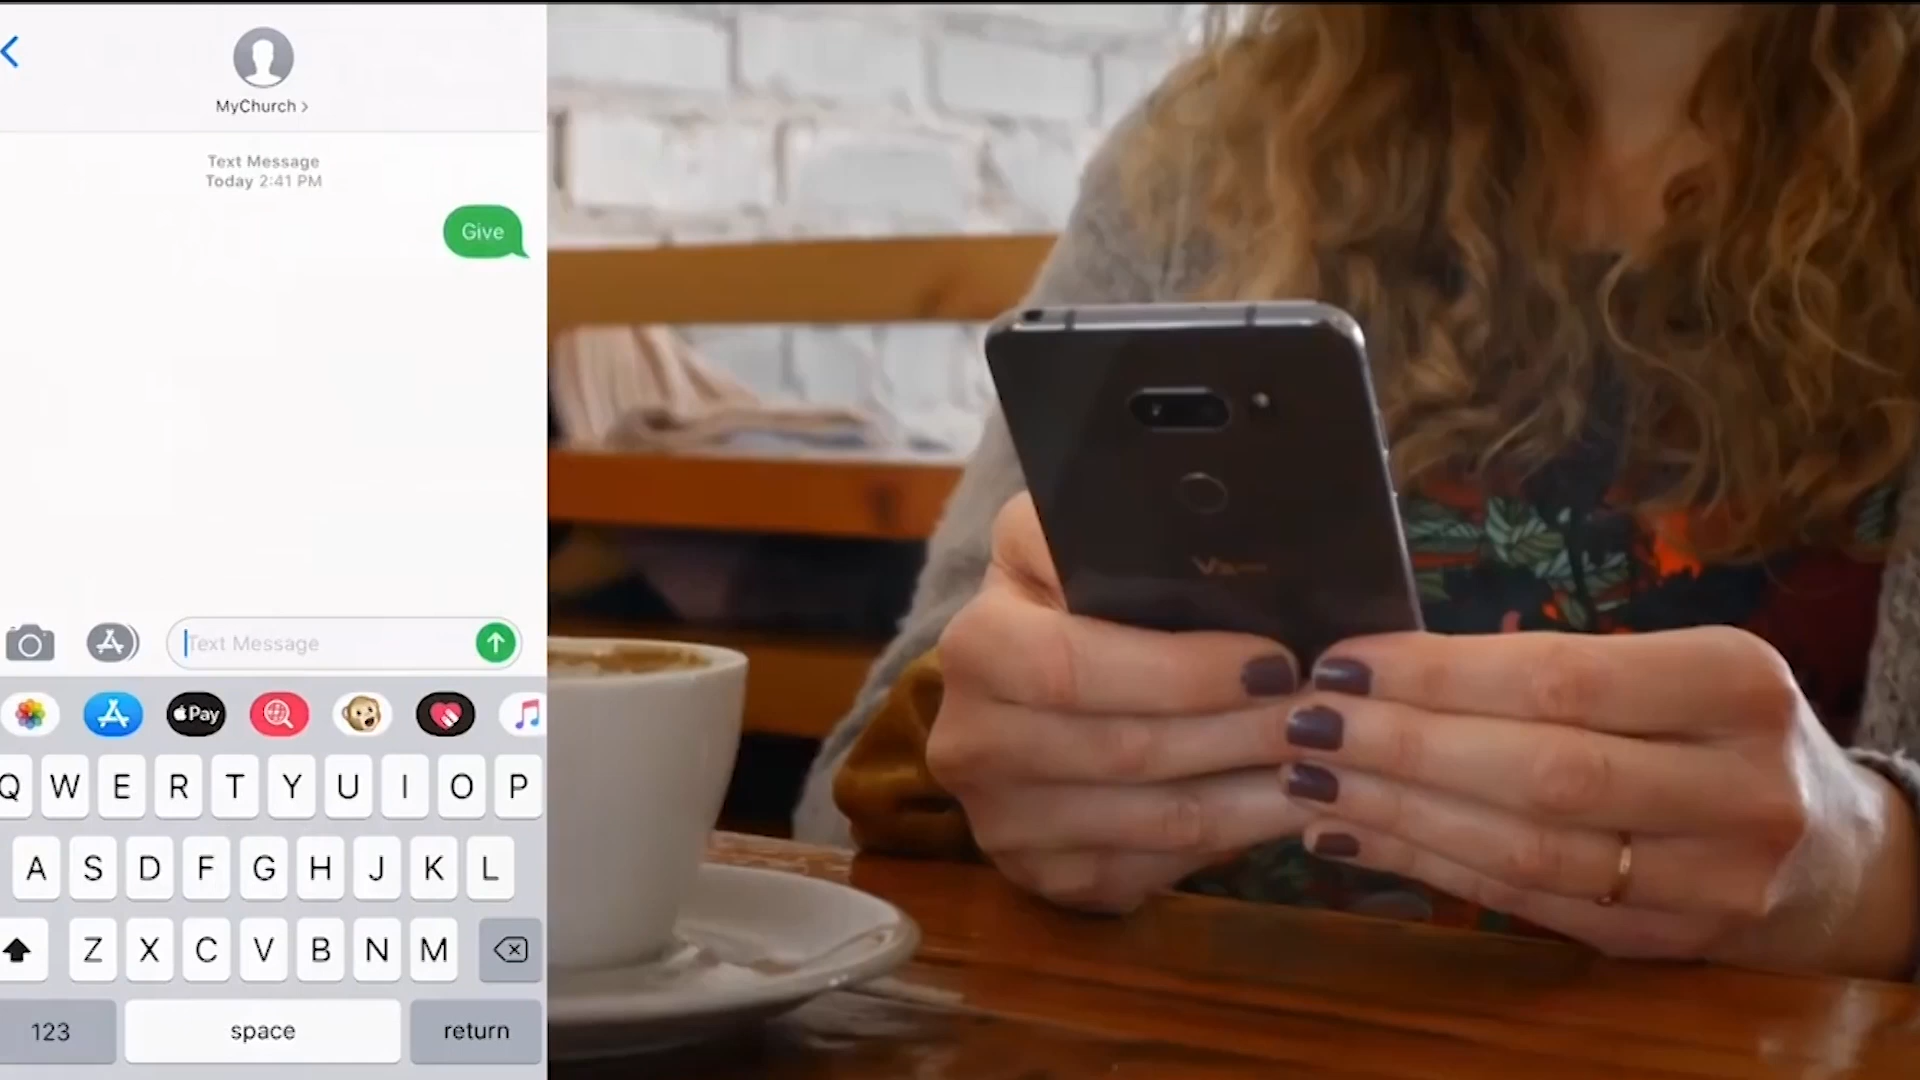 MyChurch >
Text Message
Today 2:41 PM
Give
Text Message
Pay
Q W E R T Y U I O P
A S D F G H J K L
Z X C V B N M
123 space return